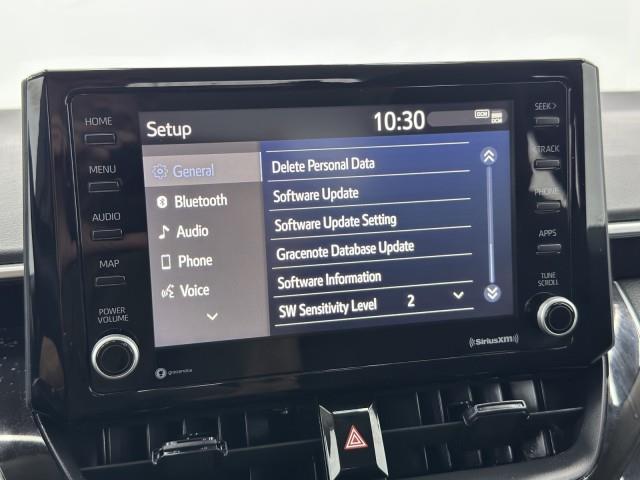 HOME
MENU
AUDIO
MAP
POWER
VOLUME
Setup
10:30
DCM
DCM
General
Bluetooth
Audio
Phone
Voice
Delete Personal Data
Software Update
Software Update Setting
Gracenote Database Update
Software Information
SW Sensitivity Level 2
SEEK>
<TRACK
PHONE
APPS
TUNE
SCROLL
gracenote
SiriusXM